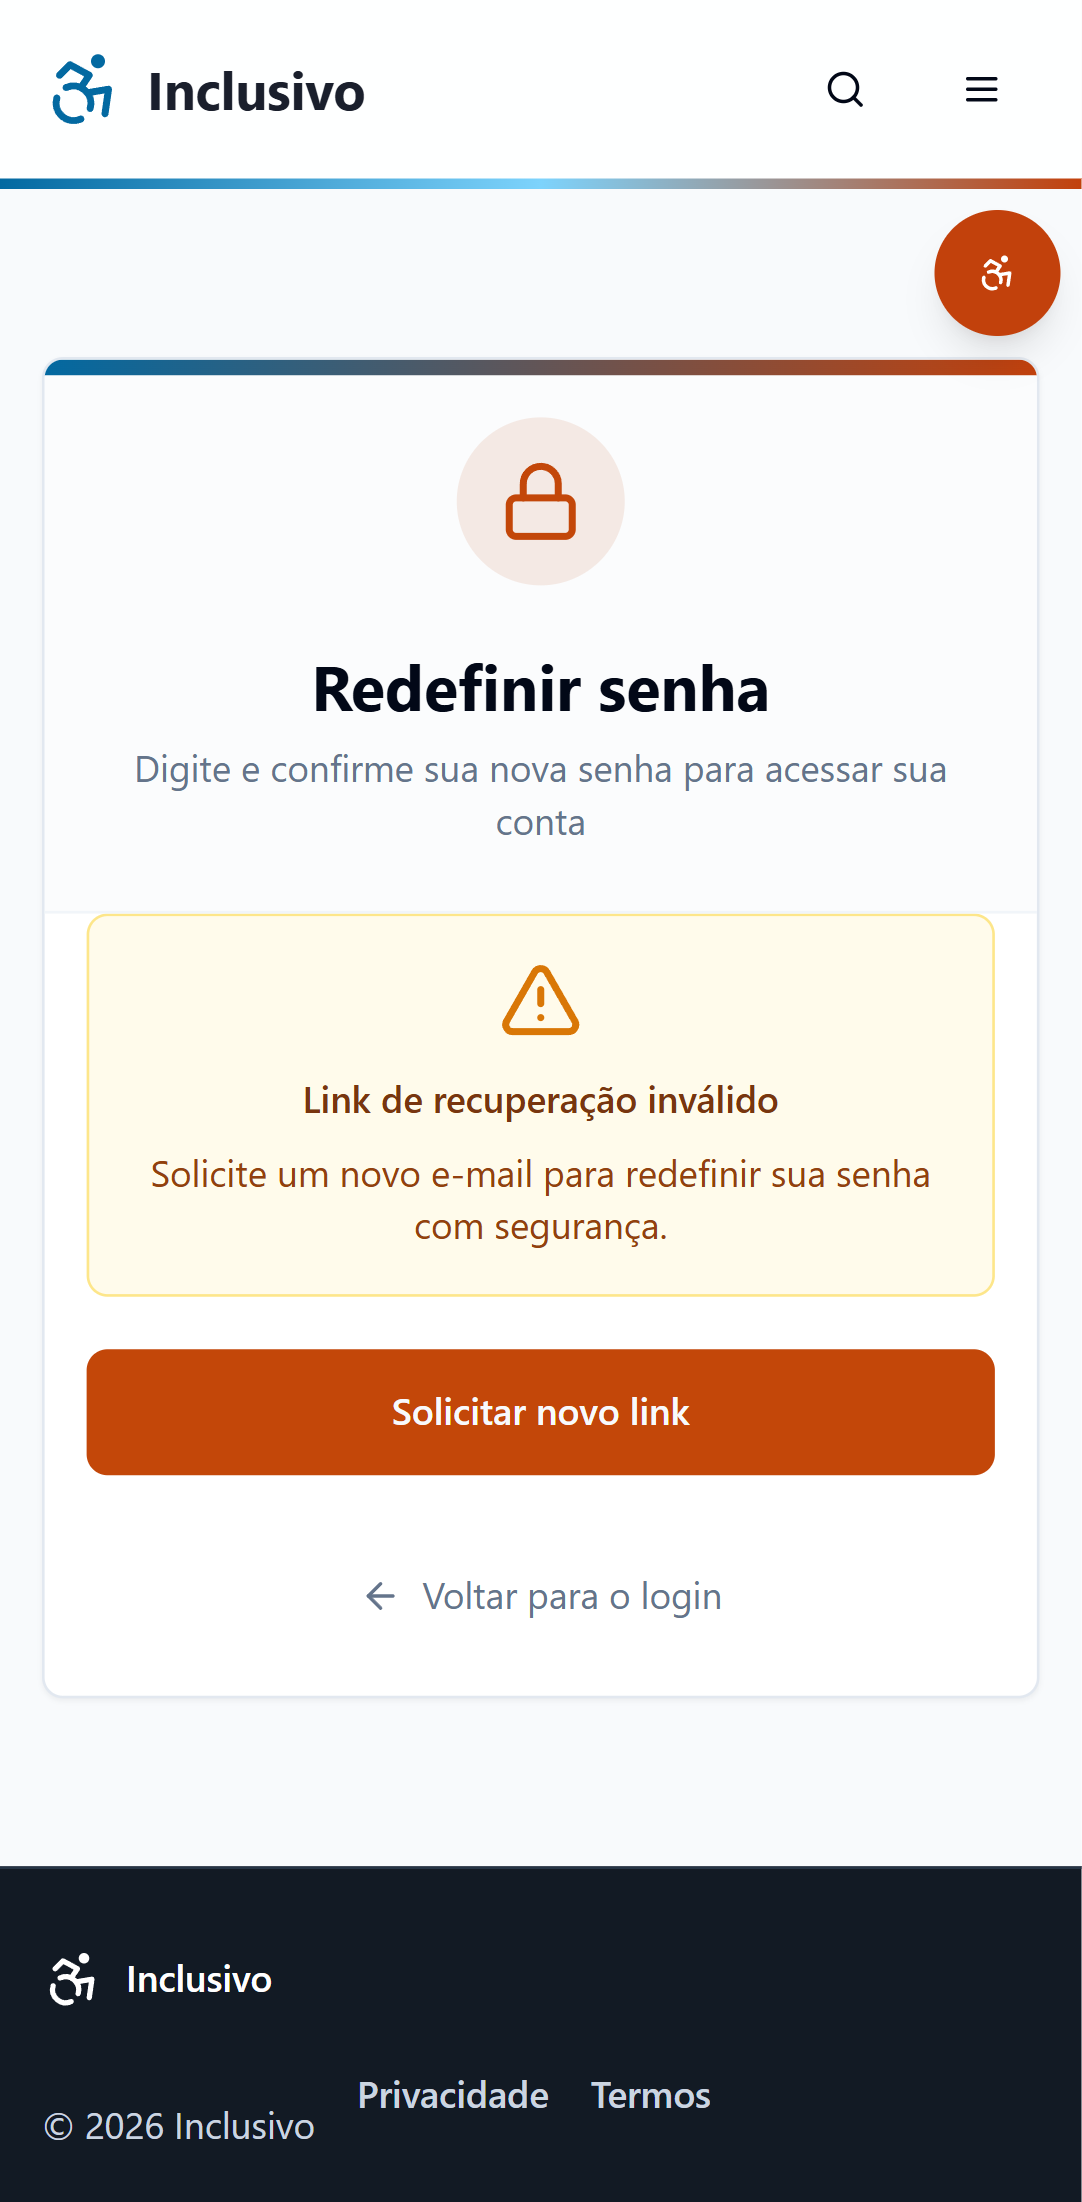 Inclusivo
Redefinir senha
Digite e confirme sua nova senha para acessar sua
conta
Link de recuperação inválido
Solicite um novo e-mail para redefinir sua senha
com segurança.
Solicitar novo link
Voltar para o login
Inclusivo
Privacidade Termos
© 2026 Inclusivo